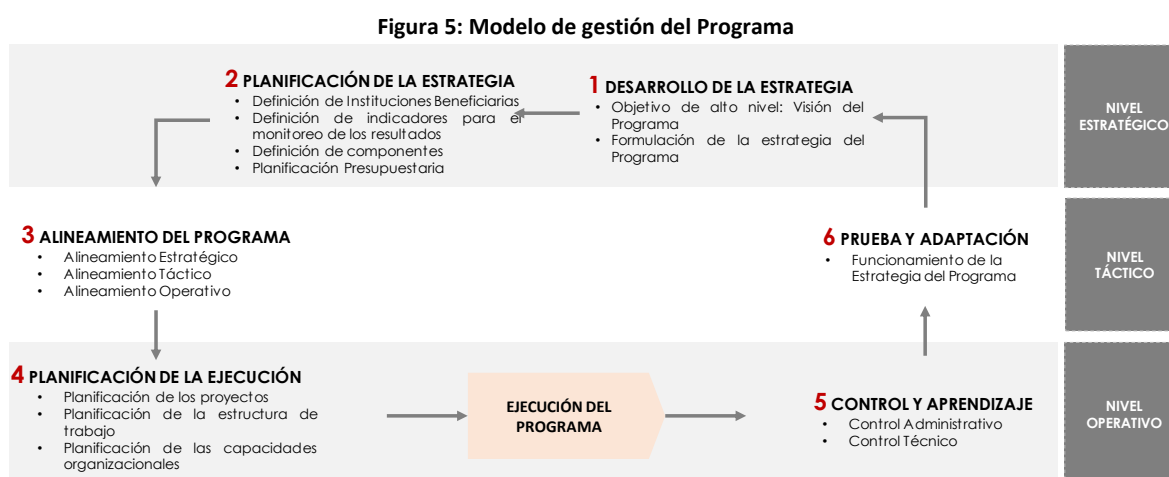 Figura 5: Modelo de gestión del Programa
2 PLANIFICACIÓN DE LA ESTRATEGIA
• Definición de Instituciones Beneficiarias
• Definición de indicadores para el
monitoreo de los resultados
• Definición de componentes
• Planificación Presupuestaria
1 DESARROLLO DE LA ESTRATEGIA
• Objetivo de alto nivel: Visión del
Programa
• Formulación de la estrategia del
Programa
NIVEL
ESTRATÉGICO
3 ALINEAMIENTO DEL PROGRAMA
• Alineamiento Estratégico
• Alineamiento Táctico
• Alineamiento Operativo
6 PRUEBA Y ADAPTACIÓN
• Funcionamiento de la
Estrategia del Programa
NIVEL
TÁCTICO
4 PLANIFICACIÓN DE LA EJECUCIÓN
• Planificación de los proyectos
• Planificación de la estructura de
trabajo
• Planificación de las capacidades
organizacionales
EJECUCIÓN DEL
PROGRAMA
5 CONTROL Y APRENDIZAJE
• Control Administrativo
• Control Técnico
NIVEL
OPERATIVO